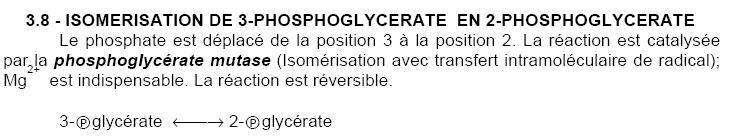 3.8 - ISOMERISATION DE 3-PHOSPHOGLYCERATE EN 2-PHOSPHOGLYCERATE
Le phosphate est déplacé de la position 3 à la position 2. La réaction est catalysée
par la phosphoglycérate mutase (Isomérisation avec transfert intramoléculaire de radical);
Mg2+ est indispensable. La réaction est réversible.
3-Ⓟglycérate ⟷ 2-Ⓟglycérate